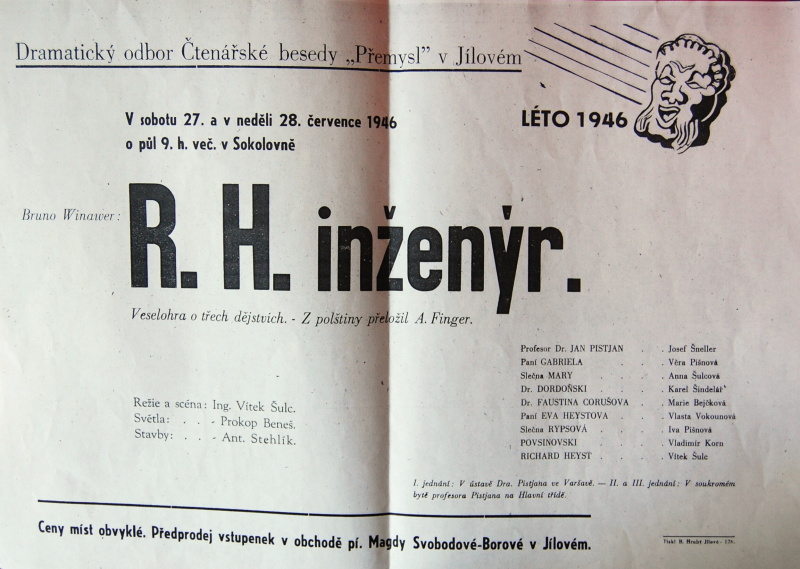 Dramatický odbor Čtenářské besedy „Přemysl" v Jílovém
V sobotu 27. a v neděli 28. července 1946
o půl 9. h. več. v Sokolovně
LÉTO 1946
Bruno Winawer:
R. H. inženýr.
Veselohra o třech dějstvích. - Z polštiny přeložil A. Finger.
Režie a scéna: Ing. Vítek Šulc.
Světla: . . - Prokop Beneš.
Stavby: . . - Ant. Stehlík.
Profesor Dr. JAN PISTJAN . . Josef Šneller
Paní GABRIELA . . . . Věra Pišnová
Slečna MARY . . . . Anna Šulcová
Dr. DORDOŃSKI . . . . Karel Šindelář
Dr. FAUSTINA CORUŠOVA . . Marie Bejčková
Paní EVA HEYSTOVA . . . Vlasta Vokounová
Slečna RYPSOVÁ . . . . Iva Pišnová
POVSINOVSKI . . . . Vladimír Korn
RICHARD HEYST . . . . Vítek Šulc
I. jednání: V ústavě Dra. Pistjana ve Varšavě. — II. a III. jednání: V soukromém
bytě profesora Pistjana na Hlavní třídě.
Ceny míst obvyklé. Předprodej vstupenek v obchodě pí. Magdy Svobodové-Borové v Jílovém.